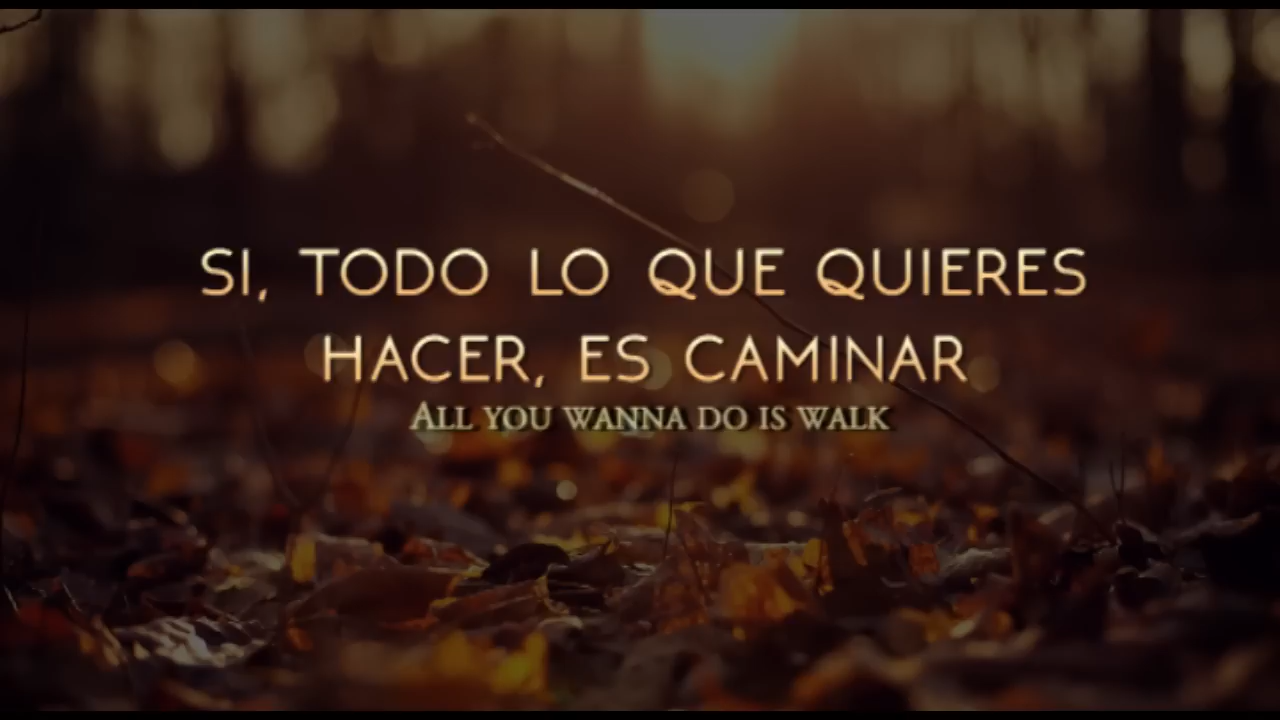 SI, TODO LO QUE QUIERES
HACER, ES CAMINAR
ALL YOU WANNA DO IS WALK